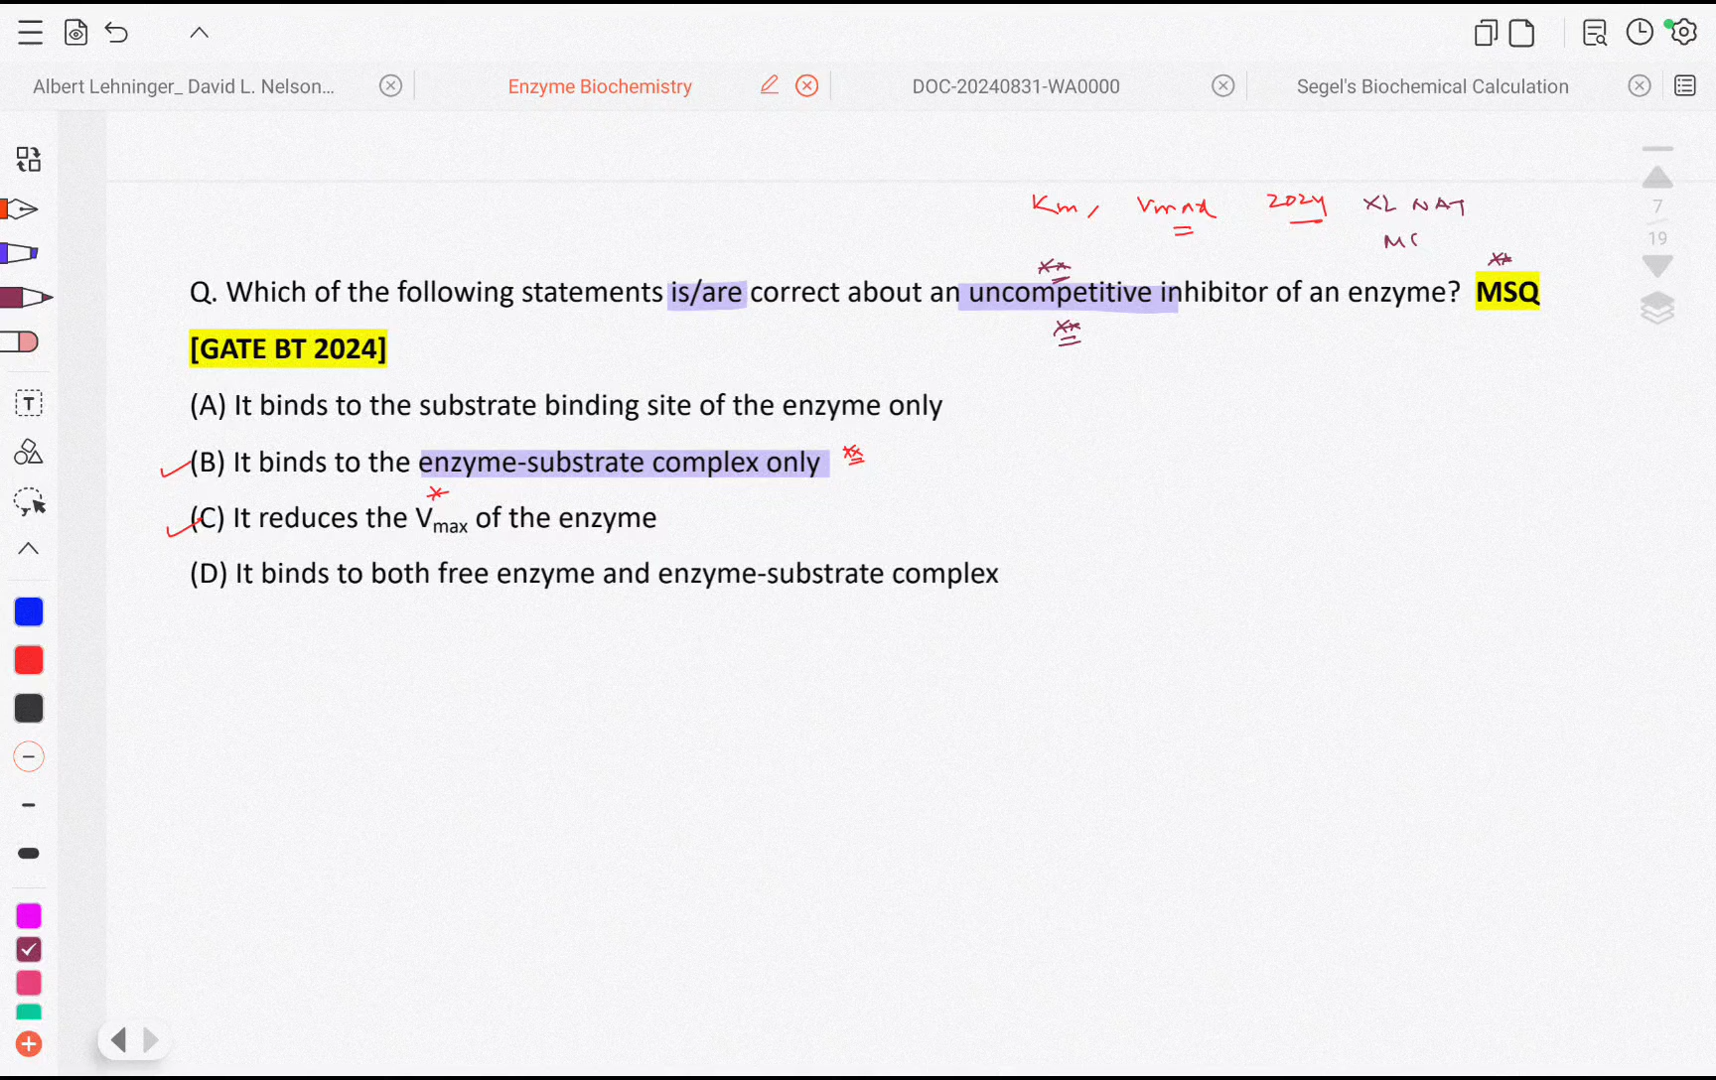 Albert Lehninger_ David L. Nelson...
Enzyme Biochemistry
DOC-20240831-WA0000
Segel's Biochemical Calculation
Km, Vmax 2024 XL NAT
MC
7
19
Q. Which of the following statements is/are correct about an uncompetitive inhibitor of an enzyme? MSQ
[GATE BT 2024]
(A) It binds to the substrate binding site of the enzyme only
(B) It binds to the enzyme-substrate complex only
(C) It reduces the Vmax of the enzyme
(D) It binds to both free enzyme and enzyme-substrate complex
T